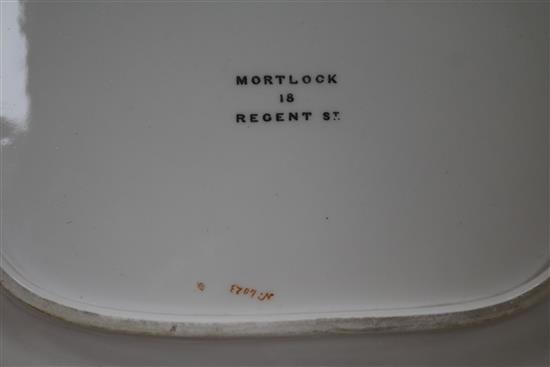 MORTLOCK
18
REGENT ST.